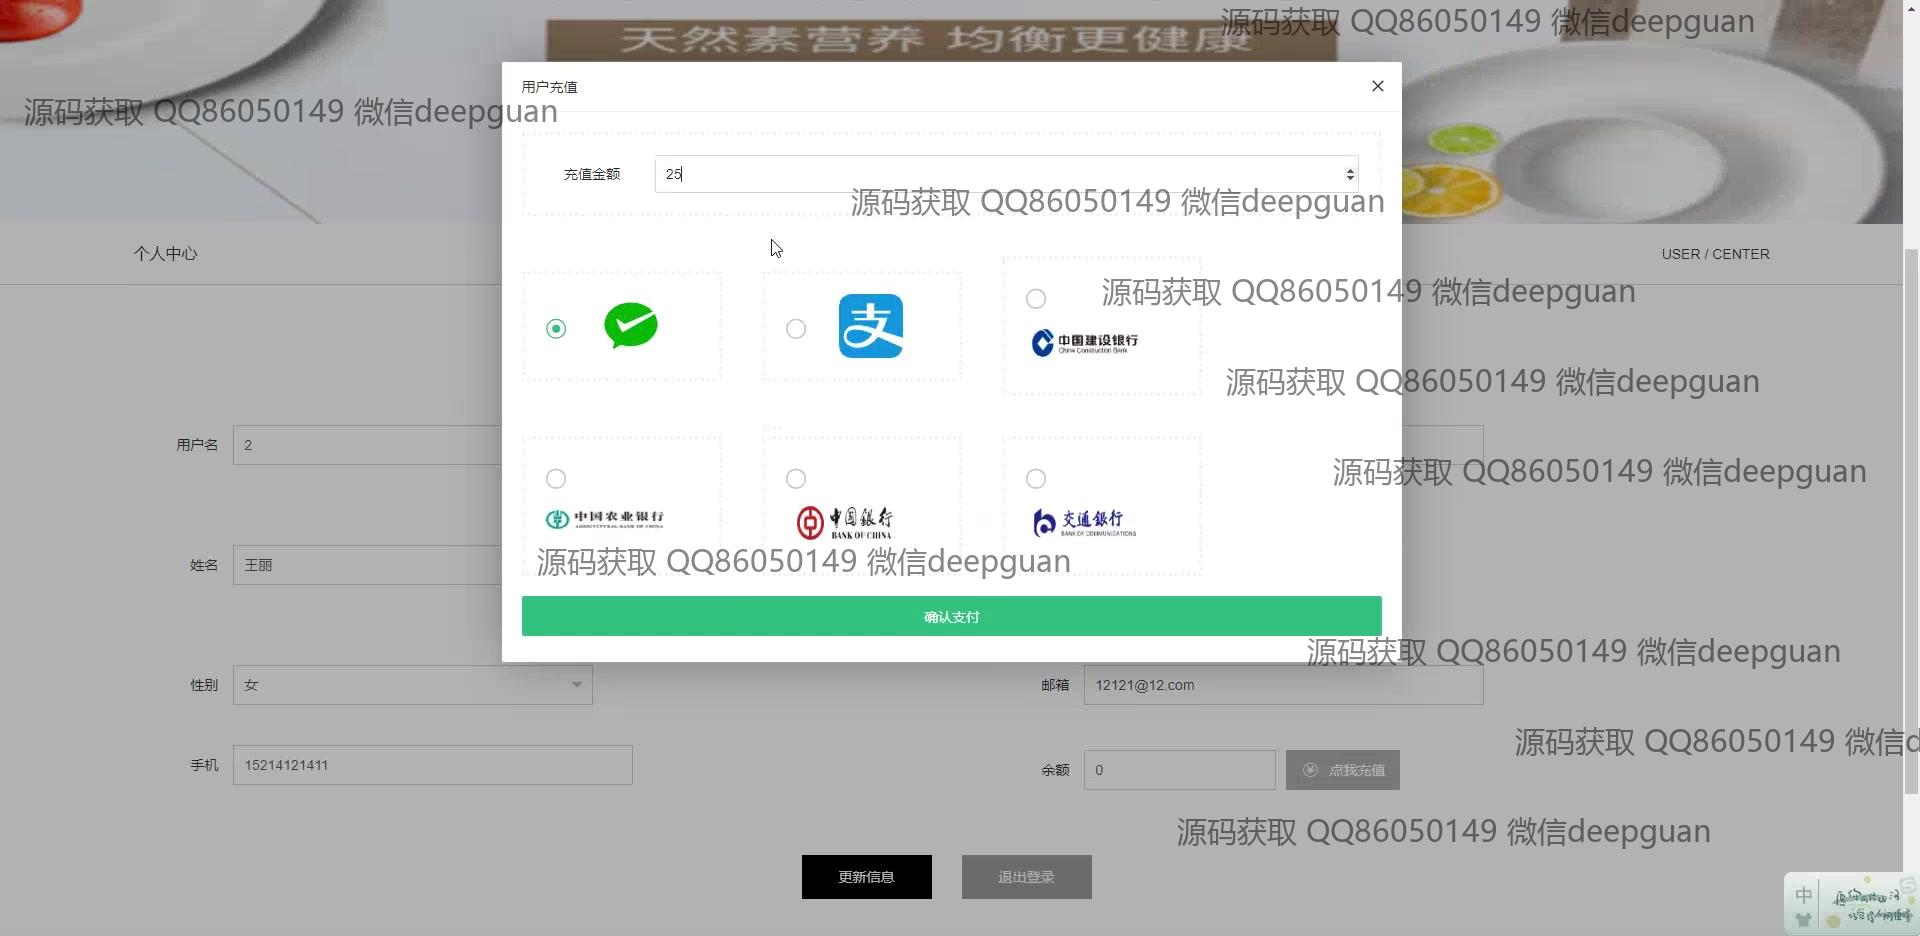 源码获取 QQ86050149 微信deepguan
天然素营养 均衡更健康
用户充值
源码获取 QQ86050149 微信deepguan
充值金额
25
源码获取 QQ86050149 微信deepguan
个人中心
USER / CENTER
源码获取 QQ86050149 微信deepguan
中国建设银行
China Construction Bank
源码获取 QQ86050149 微信deepguan
用户名
2
源码获取 QQ86050149 微信deepguan
中国农业银行
AGRICULTURAL BANK OF CHINA
中国银行
BANK OF CHINA
交通银行
BANK OF COMMUNICATIONS
源码获取 QQ86050149 微信deepguan
姓名
王丽
确认支付
源码获取 QQ86050149 微信deepguan
性别
女
邮箱
12121@12.com
源码获取 QQ86050149 微信d
手机
15214121411
余额
0
点我充值
源码获取 QQ86050149 微信deepguan
更新信息
退出登录
中